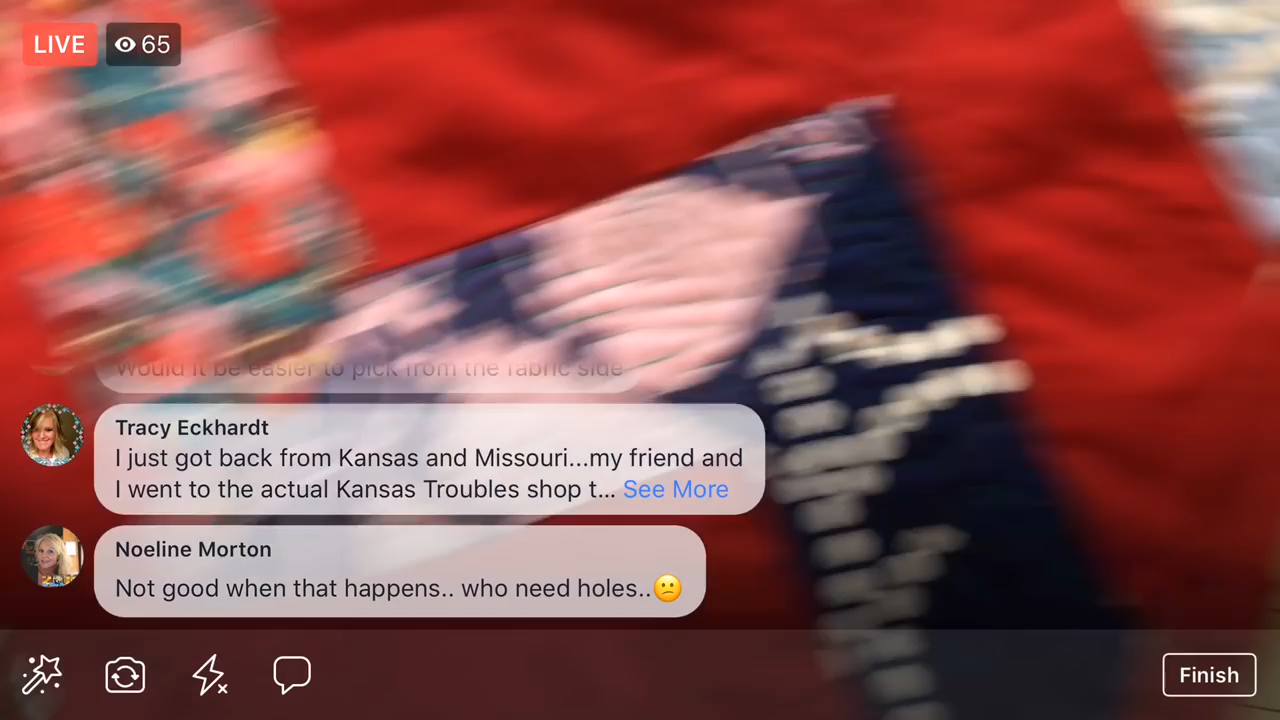 LIVE
65
Would it be easier to pick from the fabric side
Tracy Eckhardt
I just got back from Kansas and Missouri...my friend and
I went to the actual Kansas Troubles shop t... See More
Noeline Morton
Not good when that happens.. who need holes..😕
Finish